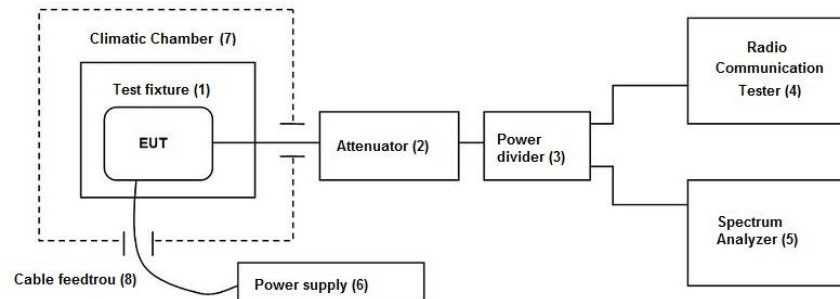 Climatic Chamber (7)
Test fixture (1)
EUT
Attenuator (2)
Power
divider (3)
Radio
Communication
Tester (4)
Spectrum
Analyzer (5)
Cable feedtrou (8)
Power supply (6)